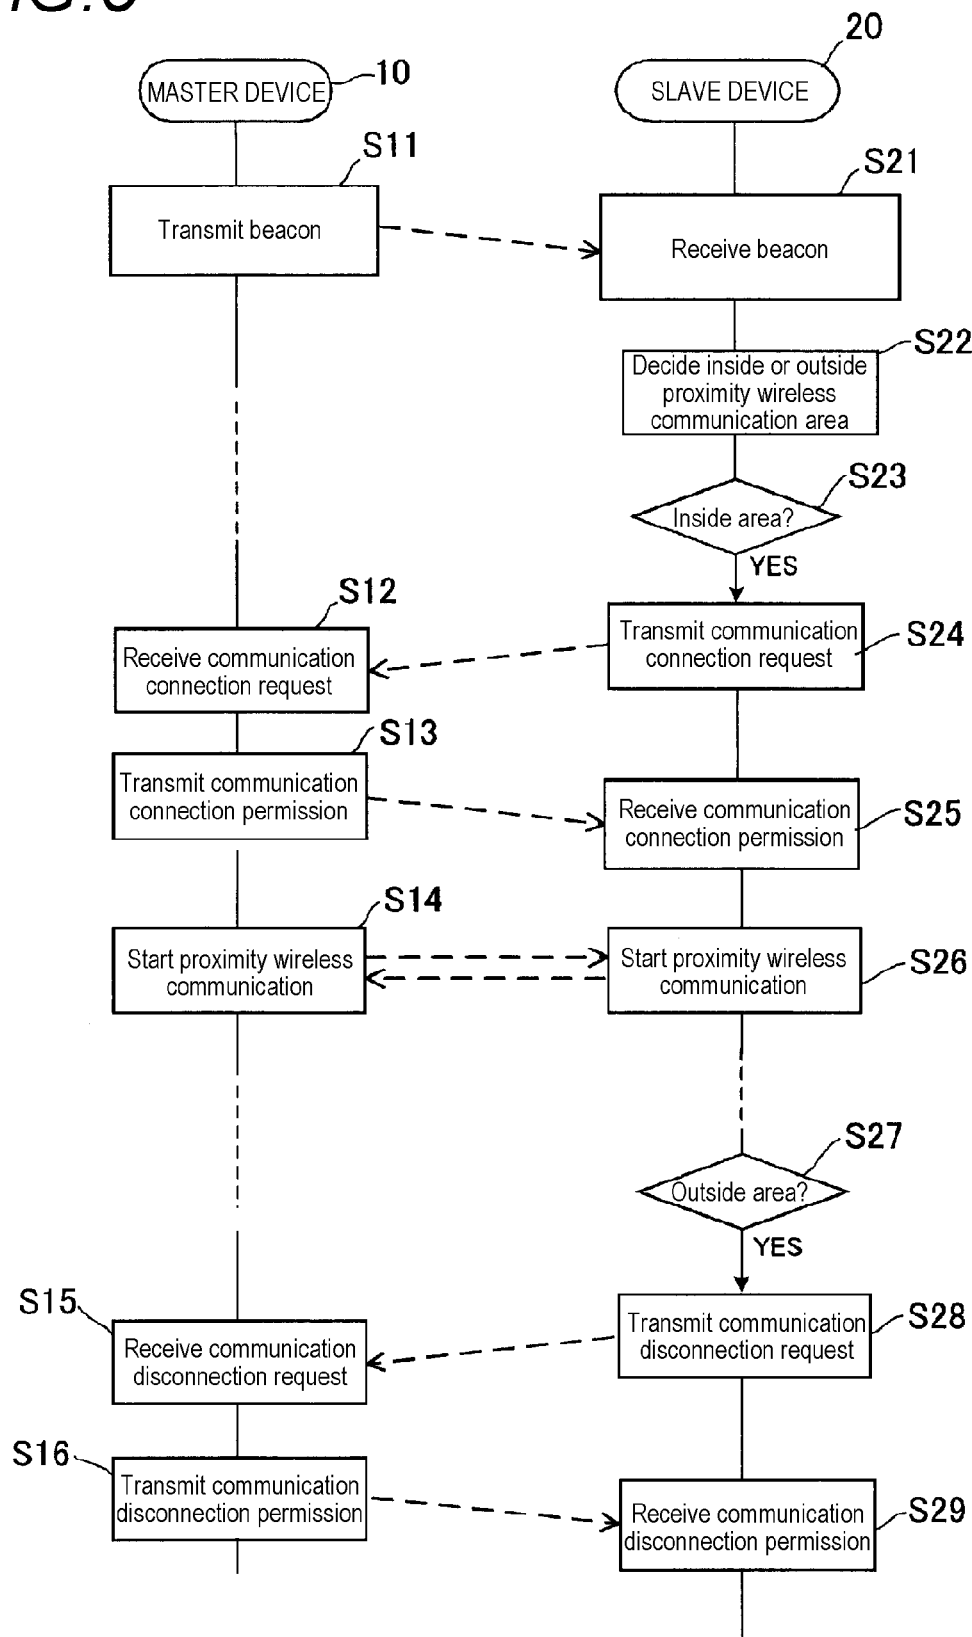 10
20
MASTER DEVICE
SLAVE DEVICE
S11
S21
Transmit beacon
Receive beacon
S22
Decide inside or outside
proximity wireless
communication area
S23
Inside area?
YES
S12
S24
Receive communication
connection request
Transmit communication
connection request
S13
Transmit communication
connection permission
S25
Receive communication
connection permission
S14
Start proximity wireless
communication
S26
Start proximity wireless
communication
S27
Outside area?
YES
S15
Receive communication
disconnection request
S28
Transmit communication
disconnection request
S16
Transmit communication
disconnection permission
S29
Receive communication
disconnection permission